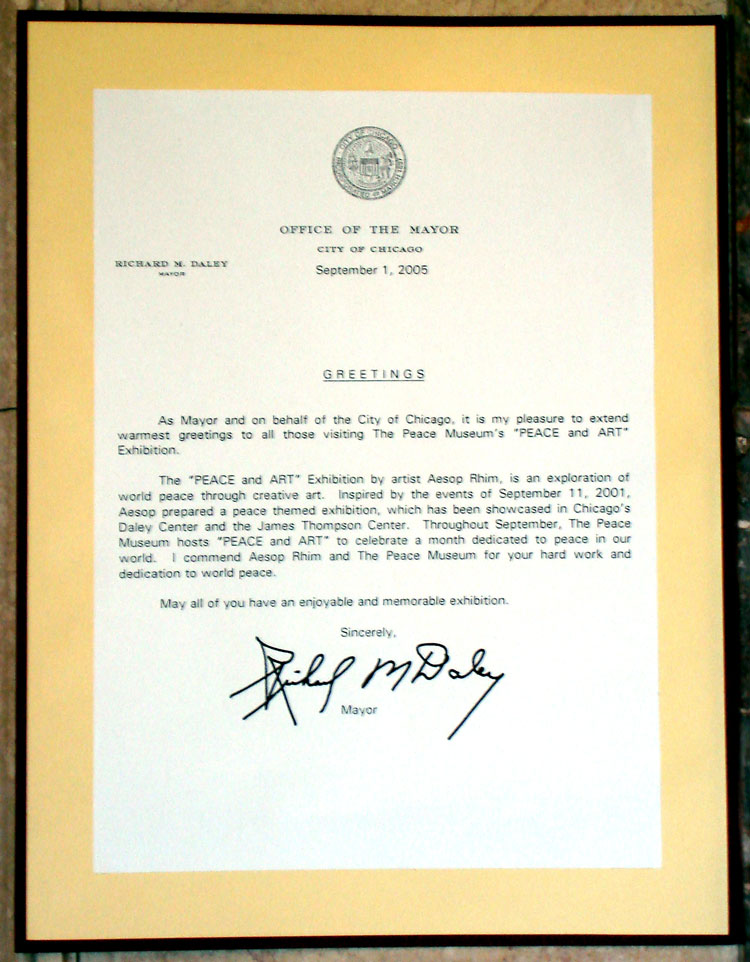 CITY OF CHICAGO
INCORPORATED 4TH MARCH 1837
OFFICE OF THE MAYOR
CITY OF CHICAGO
RICHARD M. DALEY
MAYOR
September 1, 2005
GREETINGS
As Mayor and on behalf of the City of Chicago, it is my pleasure to extend
warmest greetings to all those visiting The Peace Museum's "PEACE and ART"
Exhibition.
The "PEACE and ART" Exhibition by artist Aesop Rhim, is an exploration of
world peace through creative art. Inspired by the events of September 11, 2001,
Aesop prepared a peace themed exhibition, which has been showcased in Chicago's
Daley Center and the James Thompson Center. Throughout September, The Peace
Museum hosts "PEACE and ART" to celebrate a month dedicated to peace in our
world. I commend Aesop Rhim and The Peace Museum for your hard work and
dedication to world peace.
May all of you have an enjoyable and memorable exhibition.
Sincerely,
Richard M Daley
Mayor